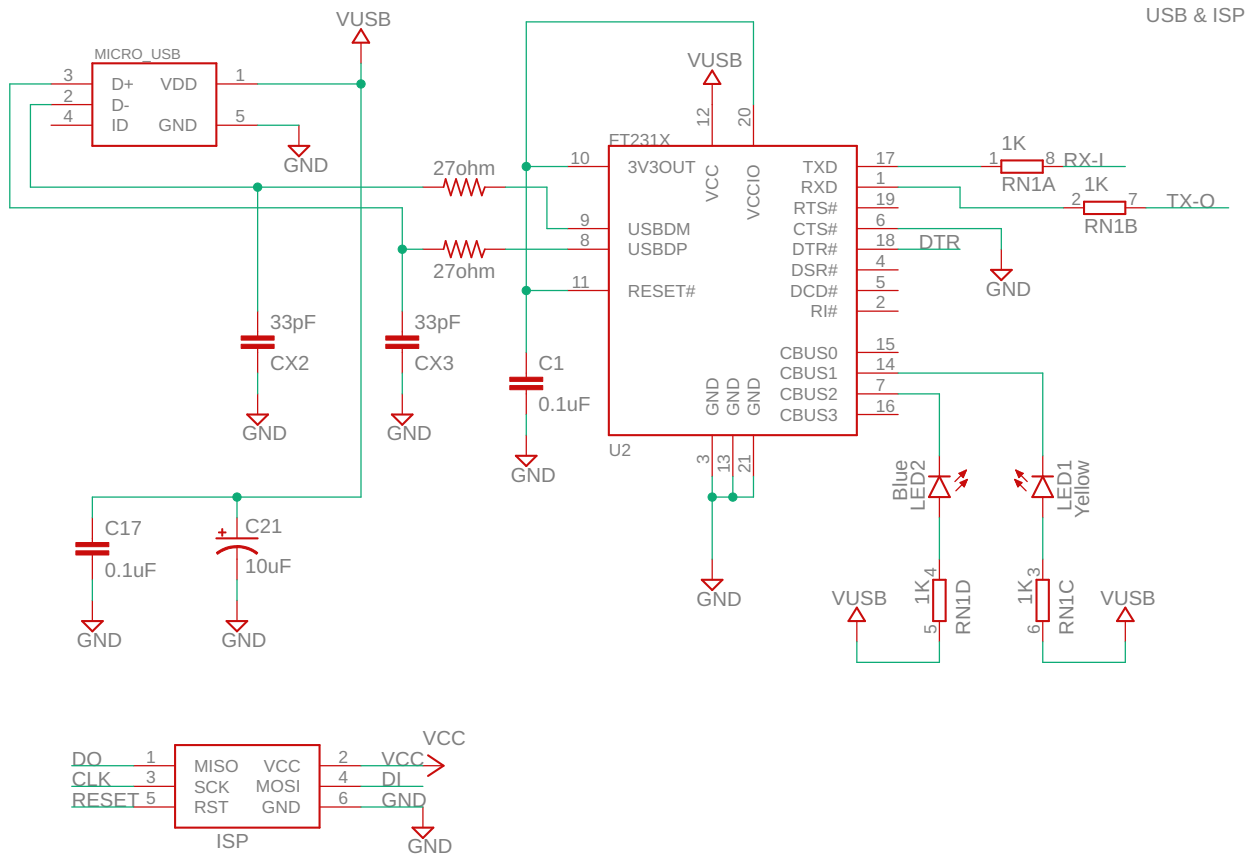 USB & ISP
VUSB
MICRO_USB
3 D+ VDD 1
2 D-
4 ID GND 5
GND
27ohm
27ohm
33pF
CX2
GND
33pF
CX3
GND
C1
0.1uF
GND
C17
0.1uF
GND
C21
10uF
GND
+
VUSB
12
20
FT231X
10 3V3OUT
VCC
VCCIO
9 USBDM
8 USBDP
11 RESET#
TXD 17
RXD 1
RTS# 19
CTS# 6
DTR# 18
DSR# 4
DCD# 5
RI# 2
CBUS0 15
CBUS1 14
CBUS2 7
CBUS3 16
GND
GND
GND
3
13
21
U2
GND
1K
1 8 RX-I
RN1A
1K
2 7 TX-O
RN1B
DTR
GND
Blue
LED2
LED1
Yellow
4
1K
RN1D
5
VUSB
3
1K
RN1C
6
VUSB
DO 1 MISO VCC 2 VCC
CLK 3 SCK MOSI 4 DI
RESET 5 RST GND 6 GND
ISP
VCC
GND